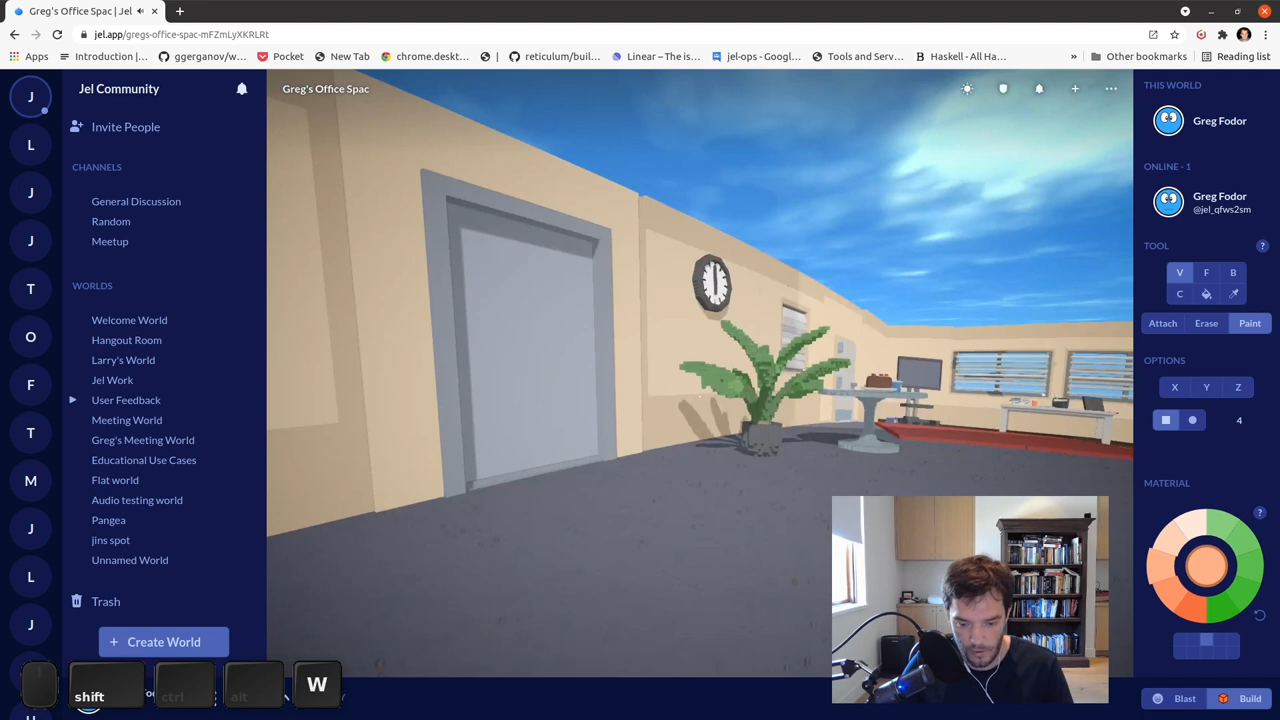 Greg's Office Spac | Jel
jel.app/gregs-office-spac-mFZmLyXKRLRt
Apps
Introduction |…
ggerganov/w…
Pocket
New Tab
chrome.deskt…
|
reticulum/buil…
Linear – The is…
jel-ops - Googl…
Tools and Serv…
Haskell - All Ha…
»
Other bookmarks
Reading list
J
L
J
J
T
O
F
T
M
J
L
J
Jel Community
Invite People
CHANNELS
General Discussion
Random
Meetup
WORLDS
Welcome World
Hangout Room
Larry's World
Jel Work
User Feedback
Meeting World
Greg's Meeting World
Educational Use Cases
Flat world
Audio testing world
Pangea
jins spot
Unnamed World
Trash
+ Create World
shift
ctrl
alt
W
Greg's Office Spac
THIS WORLD
Greg Fodor
ONLINE - 1
Greg Fodor
@jel_qfws2sm
TOOL
?
V F B
C
Attach Erase Paint
OPTIONS
X Y Z
4
MATERIAL
?
Blast Build